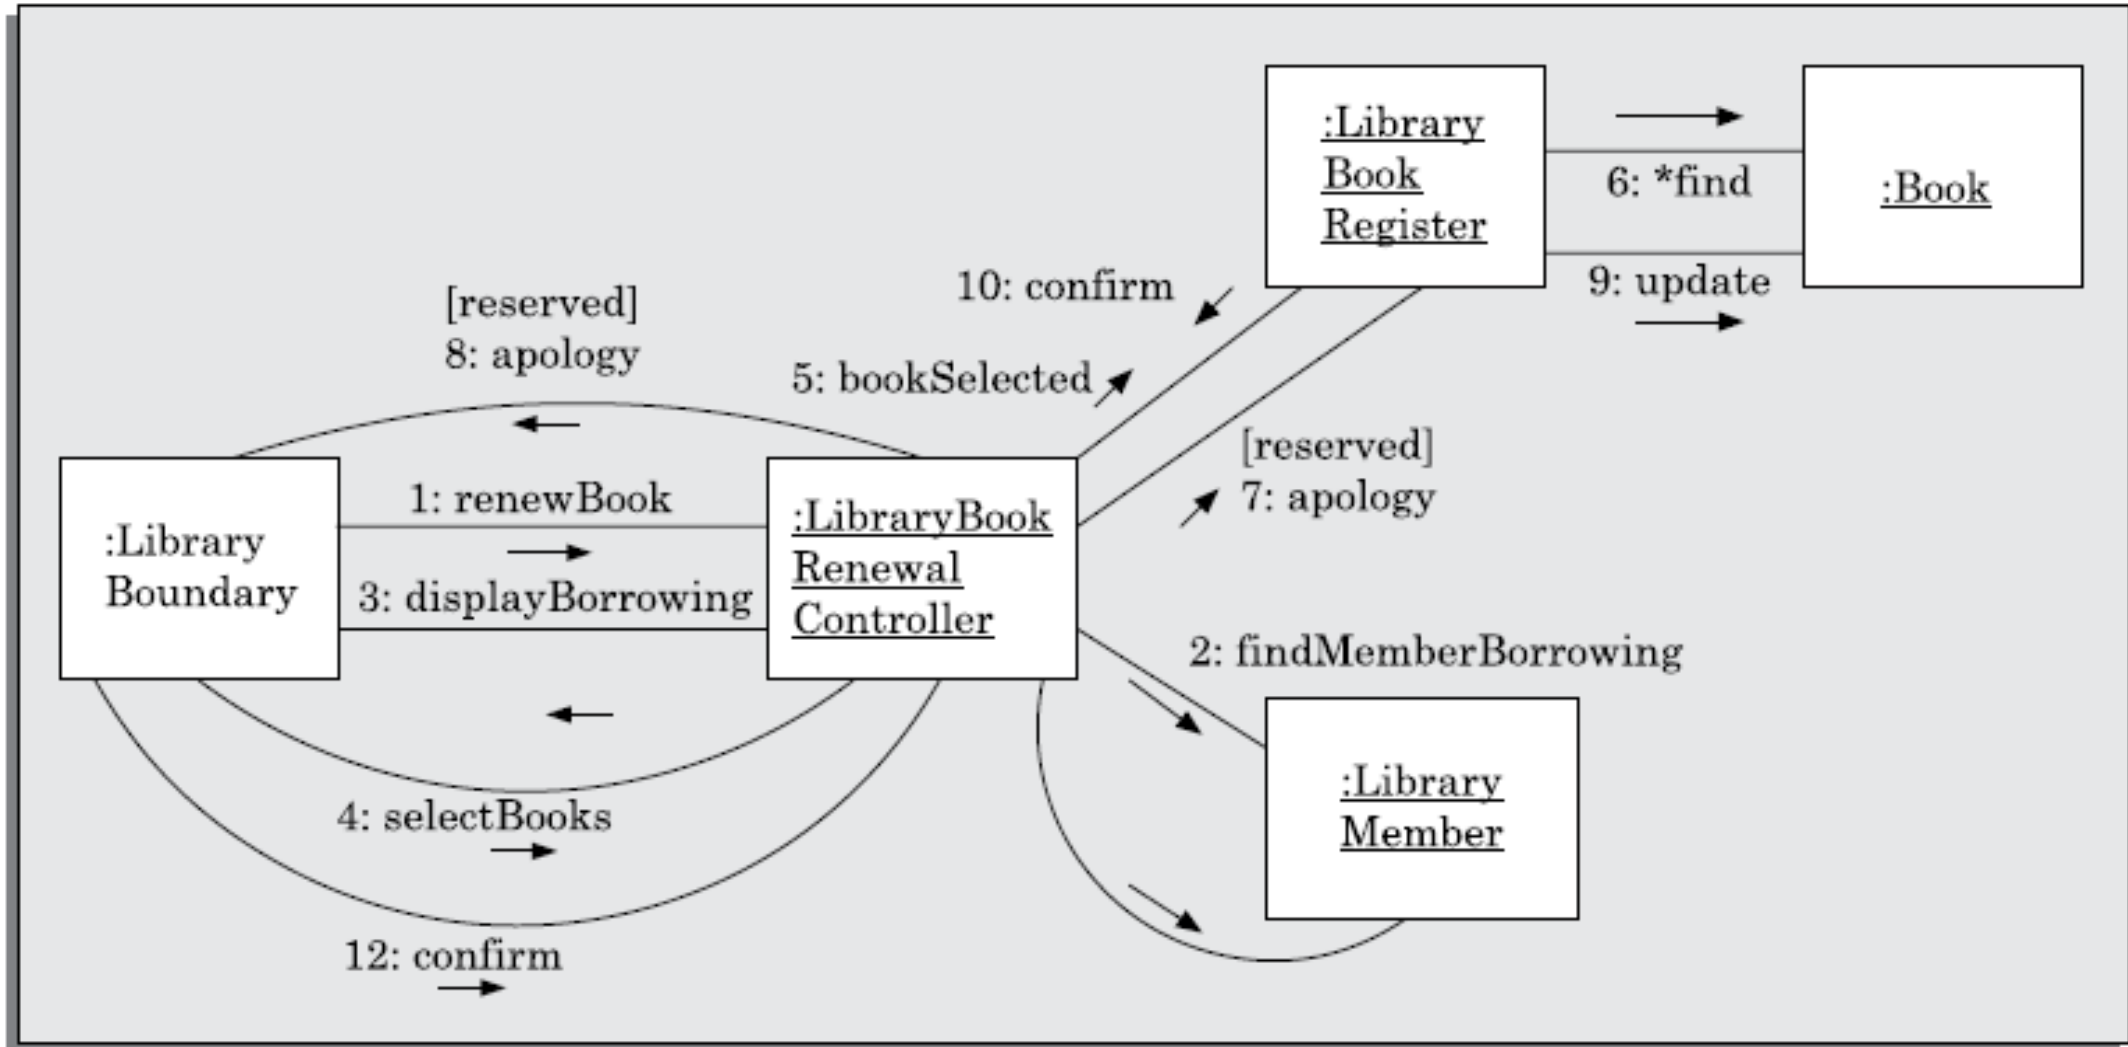 :Library
Book
Register
6: *find
:Book
9: update
10: confirm
[reserved]
8: apology
5: bookSelected
[reserved]
7: apology
1: renewBook
:Library
Boundary
3: displayBorrowing
:LibraryBook
Renewal
Controller
2: findMemberBorrowing
:Library
Member
4: selectBooks
12: confirm